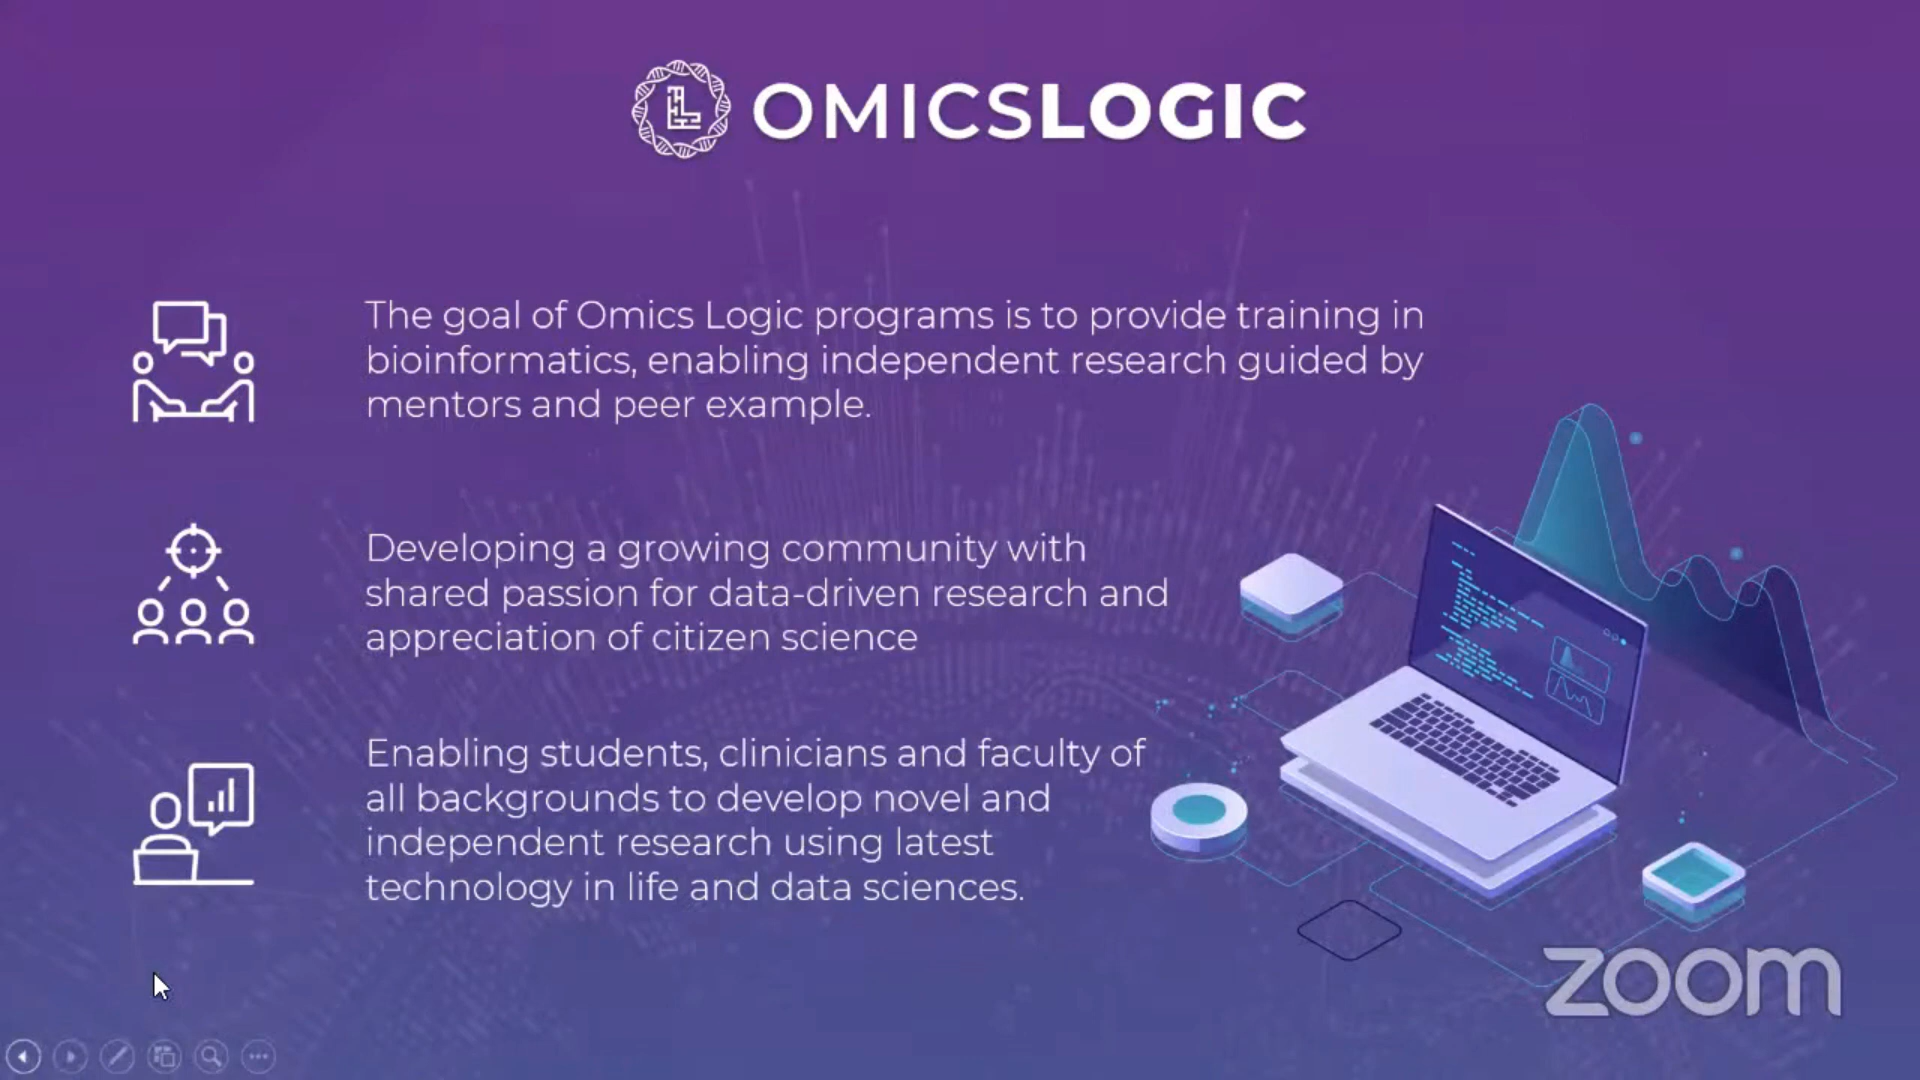 OMICSLOGIC
The goal of Omics Logic programs is to provide training in
bioinformatics, enabling independent research guided by
mentors and peer example.
Developing a growing community with
shared passion for data-driven research and
appreciation of citizen science
Enabling students, clinicians and faculty of
all backgrounds to develop novel and
independent research using latest
technology in life and data sciences.
zoom